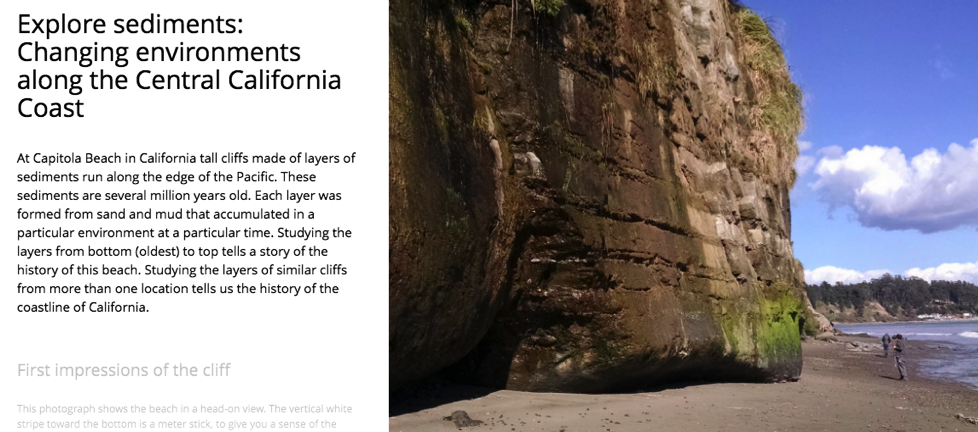 Explore sediments:
Changing environments
along the Central California
Coast
At Capitola Beach in California tall cliffs made of layers of
sediments run along the edge of the Pacific. These
sediments are several million years old. Each layer was
formed from sand and mud that accumulated in a
particular environment at a particular time. Studying the
layers from bottom (oldest) to top tells a story of the
history of this beach. Studying the layers of similar cliffs
from more than one location tells us the history of the
coastline of California.
First impressions of the cliff
This photograph shows the beach in a head-on view. The vertical white
stripe toward the bottom is a meter stick, to give you a sense of the